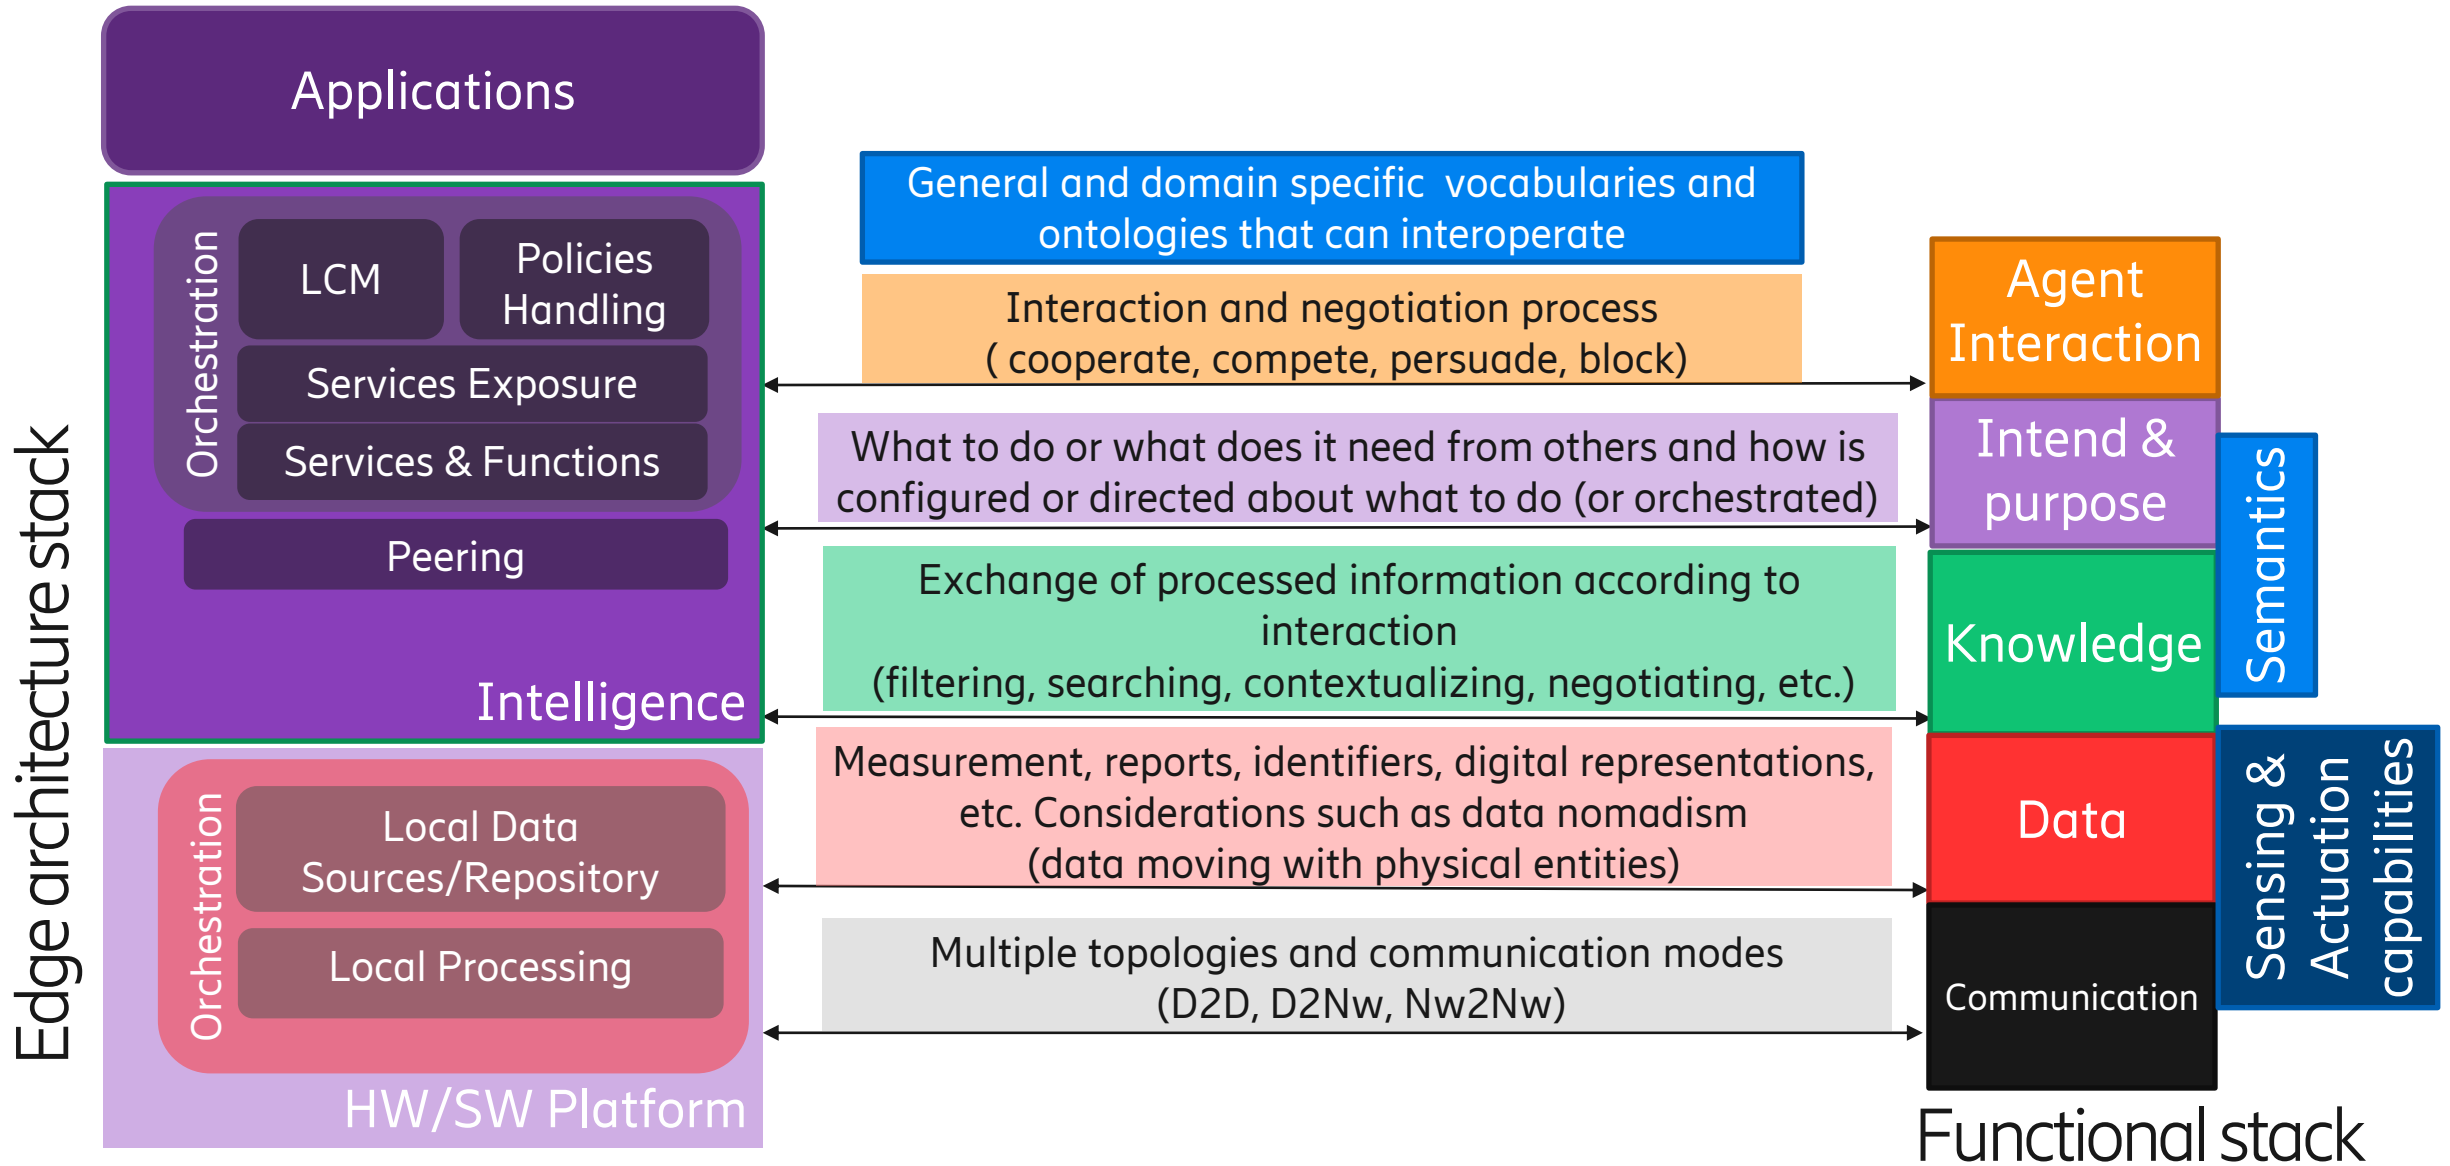 Edge architecture stack
Applications
Orchestration
LCM
Policies
Handling
Services Exposure
Services & Functions
Peering
Intelligence
Orchestration
Local Data
Sources/Repository
Local Processing
HW/SW Platform
General and domain specific vocabularies and
ontologies that can interoperate
Interaction and negotiation process
( cooperate, compete, persuade, block)
What to do or what does it need from others and how is
configured or directed about what to do (or orchestrated)
Exchange of processed information according to
interaction
(filtering, searching, contextualizing, negotiating, etc.)
Measurement, reports, identifiers, digital representations,
etc. Considerations such as data nomadism
(data moving with physical entities)
Multiple topologies and communication modes
(D2D, D2Nw, Nw2Nw)
Agent
Interaction
Intend &
purpose
Knowledge
Data
Communication
Semantics
Sensing &
Actuation
capabilities
Functional stack